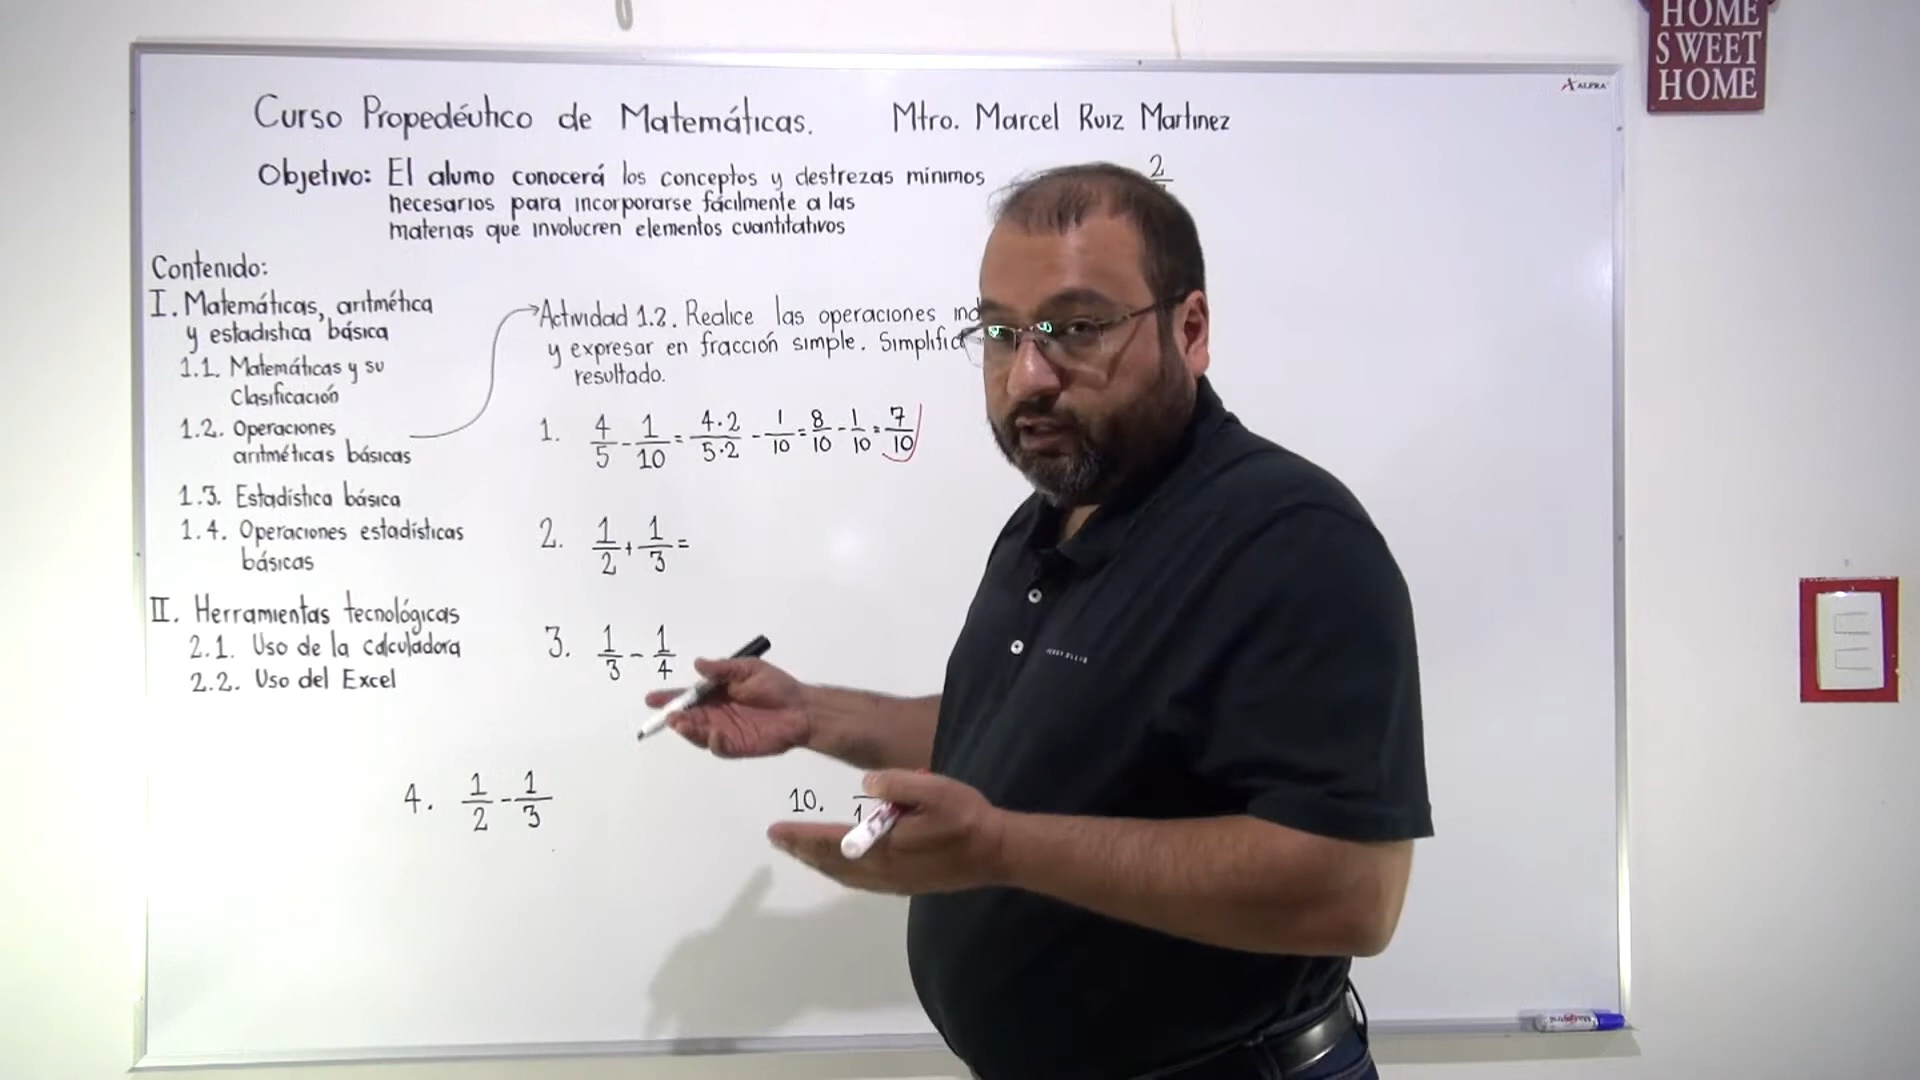 HOME
SWEET
HOME
ALFRA
Curso Propedéutico de Matemáticas. Mtro. Marcel Ruiz Martinez
Objetivo: El alumo conocerá los conceptos y destrezas mínimos
necesarios para incorporarse fácilmente a las
materias que involucren elementos cuantitativos
2
Contenido:
I. Matemáticas, aritmética
y estadistica básica
1.1. Matemáticas y su
Clasificación
1.2. Operaciones
aritméticas básicas
1.3. Estadística básica
1.4. Operaciones estadísticas
básicas
II. Herramientas tecnológicas
2.1. Uso de la calculadora
2.2. Uso del Excel
Actividad 1.2. Realice las operaciones
y expresar en fracción simple.
resultado.
1. 4/5 - 1/10 = 4·2/5·2 - 1/10 = 8/10 - 1/10 = 7/10
2. 1/2 + 1/3 =
3. 1/3 - 1/4
4. 1/2 - 1/3
10.